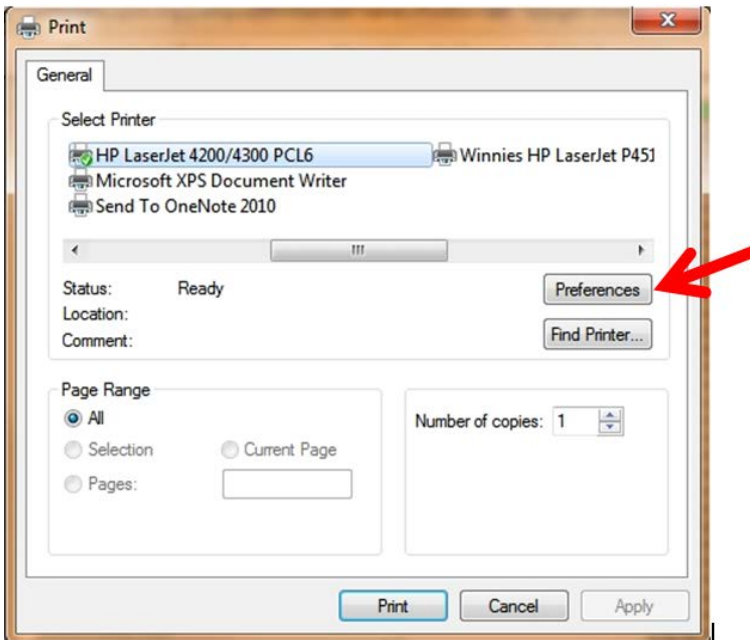 Print
General
Select Printer
HP LaserJet 4200/4300 PCL6
Winnies HP LaserJet P451
Microsoft XPS Document Writer
Send To OneNote 2010
Status: Ready
Preferences
Location:
Comment:
Find Printer...
Page Range
All
Selection
Current Page
Pages:
Number of copies: 1
Print
Cancel
Apply